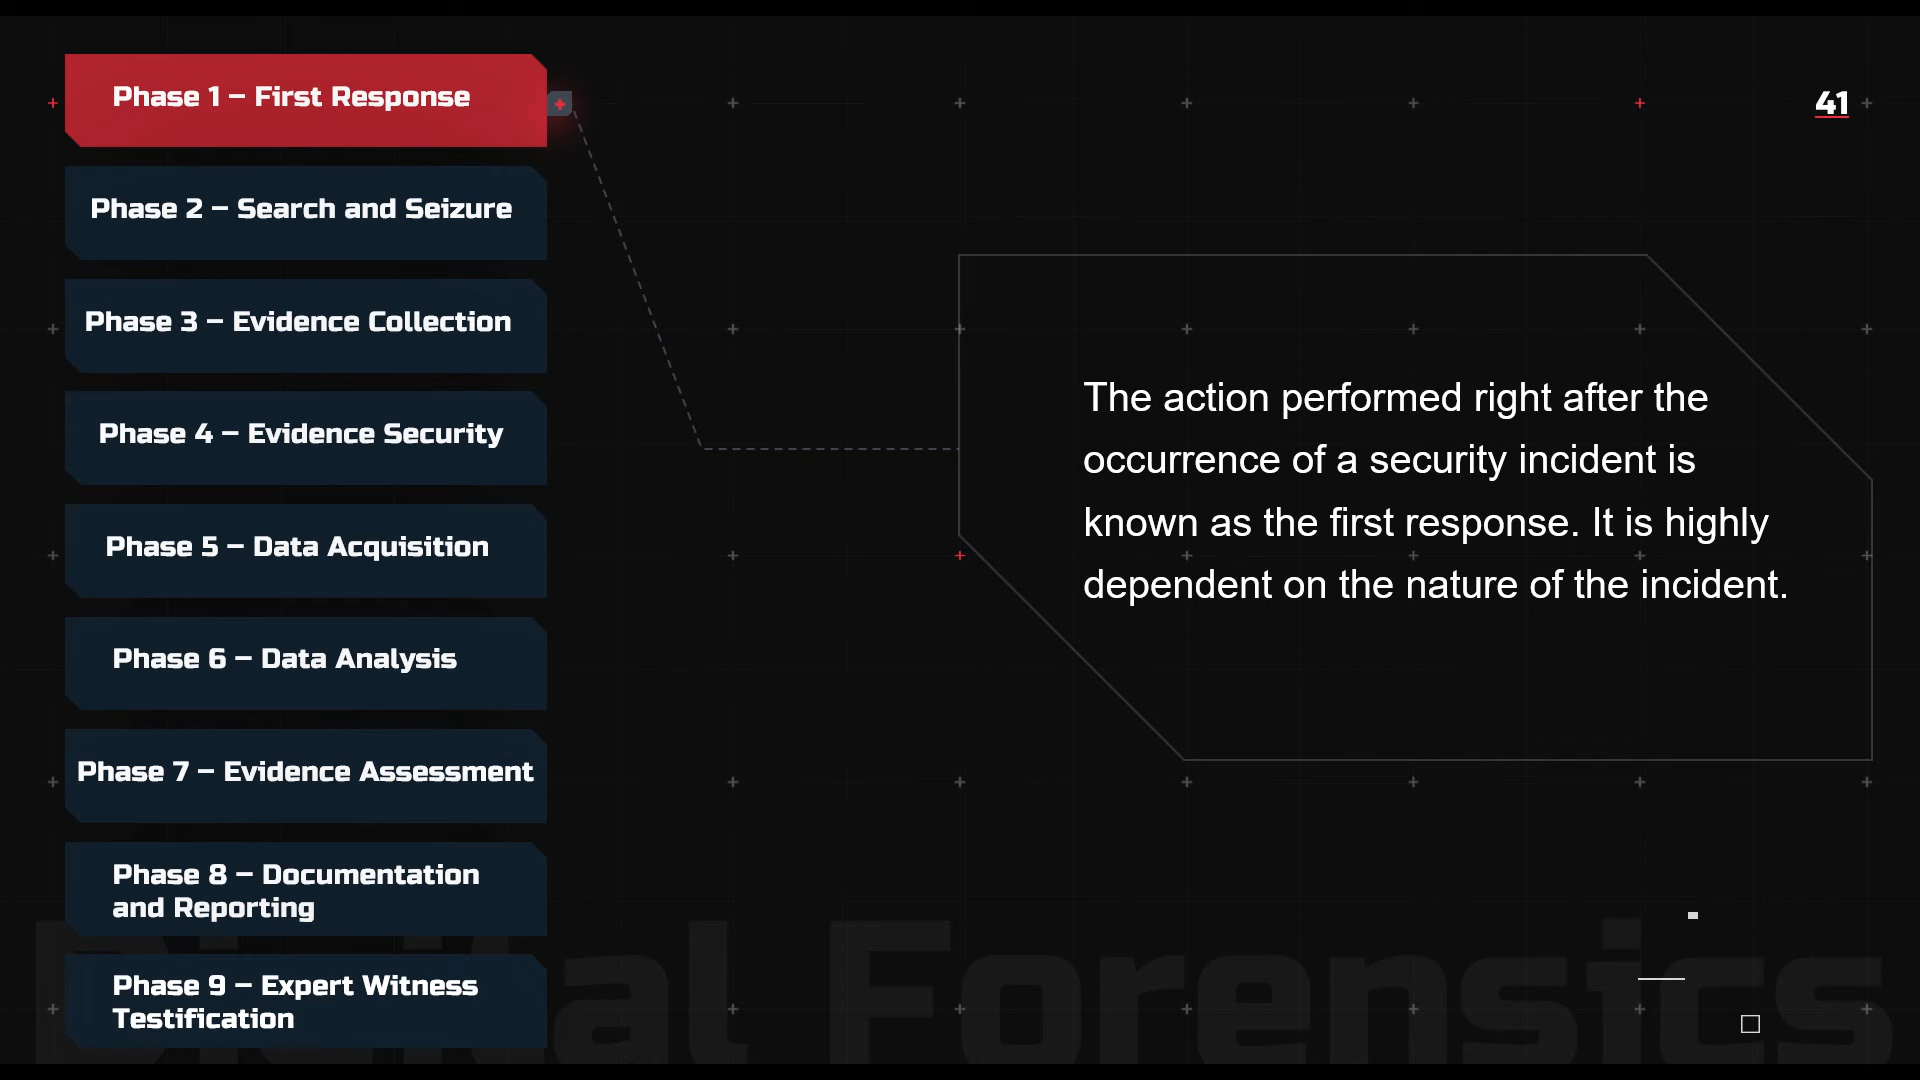 Phase 1 – First Response
Phase 2 – Search and Seizure
Phase 3 – Evidence Collection
Phase 4 – Evidence Security
Phase 5 – Data Acquisition
Phase 6 – Data Analysis
Phase 7 – Evidence Assessment
Phase 8 – Documentation
and Reporting
Phase 9 – Expert Witness
Testification
41
The action performed right after the
occurrence of a security incident is
known as the first response. It is highly
dependent on the nature of the incident.
Digital Forensics